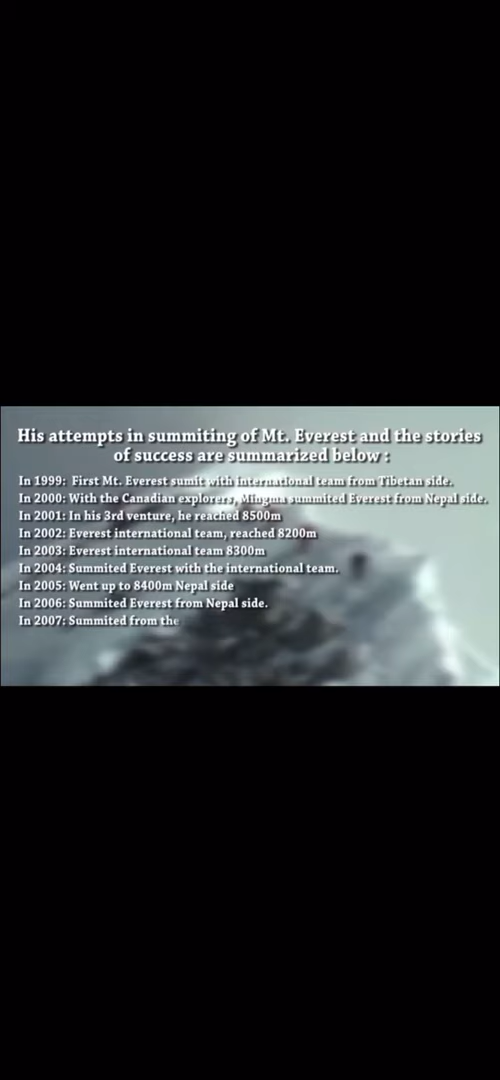 His attempts in summiting of Mt. Everest and the stories
of success are summarized below :
In 1999: First Mt. Everest sumit with international team from Tibetan side.
In 2000: With the Canadian explorers, Mingma summited Everest from Nepal side.
In 2001: In his 3rd venture, he reached 8500m
In 2002: Everest international team, reached 8200m
In 2003: Everest international team 8300m
In 2004: Summited Everest with the international team.
In 2005: Went up to 8400m Nepal side
In 2006: Summited Everest from Nepal side.
In 2007: Summited from the